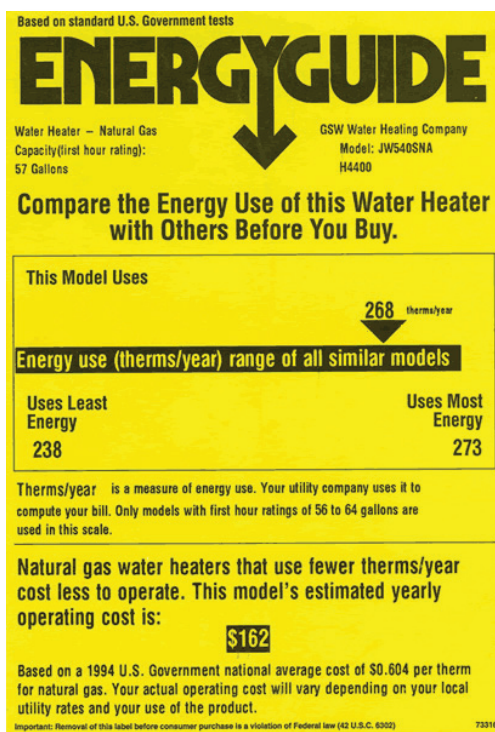 Based on standard U.S. Government tests
ENERGYGUIDE
Water Heater – Natural Gas
Capacity(first hour rating):
57 Gallons
GSW Water Heating Company
Model: JW540SNA
H4400
Compare the Energy Use of this Water Heater
with Others Before You Buy.
This Model Uses
268 therms/year
Energy use (therms/year) range of all similar models
Uses Least
Energy
238
Uses Most
Energy
273
Therms/year is a measure of energy use. Your utility company uses it to
compute your bill. Only models with first hour ratings of 56 to 64 gallons are
used in this scale.
Natural gas water heaters that use fewer therms/year
cost less to operate. This model's estimated yearly
operating cost is:
$162
Based on a 1994 U.S. Government national average cost of $0.604 per therm
for natural gas. Your actual operating cost will vary depending on your local
utility rates and your use of the product.
Important: Removal of this label before consumer purchase is a violation of Federal law (42 U.S.C. 6302)